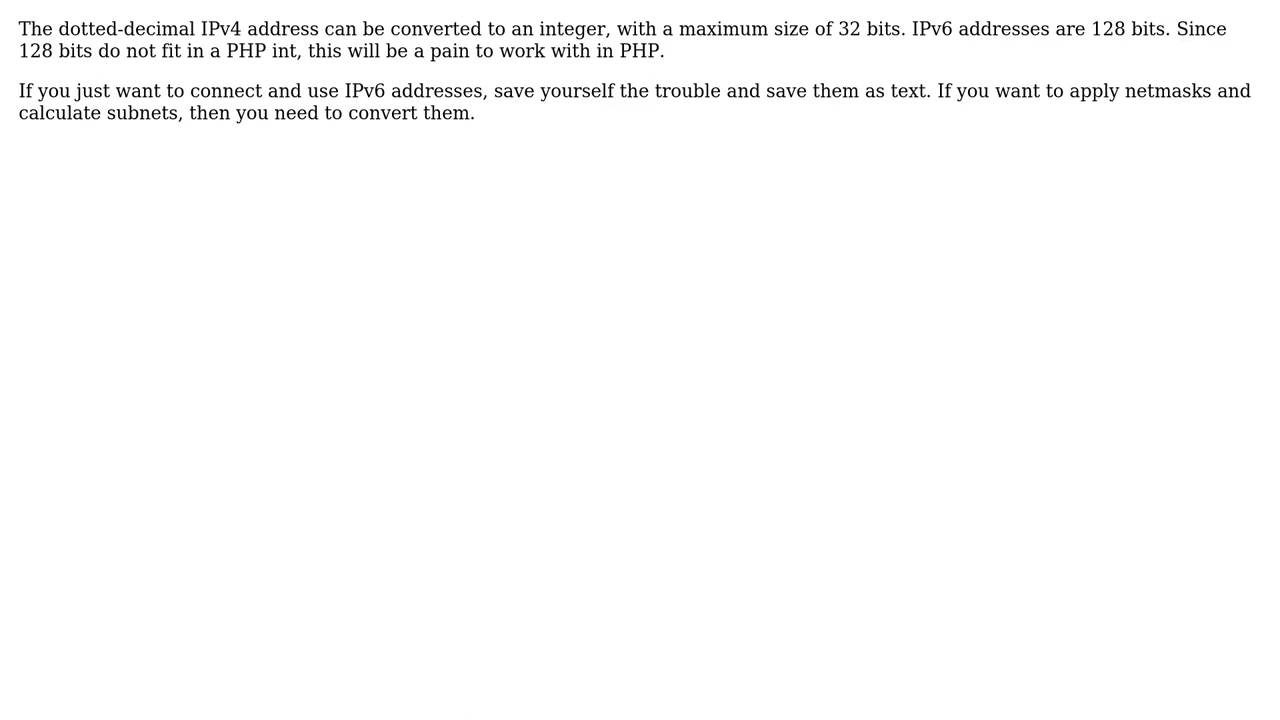 The dotted-decimal IPv4 address can be converted to an integer, with a maximum size of 32 bits. IPv6 addresses are 128 bits. Since
128 bits do not fit in a PHP int, this will be a pain to work with in PHP.
If you just want to connect and use IPv6 addresses, save yourself the trouble and save them as text. If you want to apply netmasks and
calculate subnets, then you need to convert them.